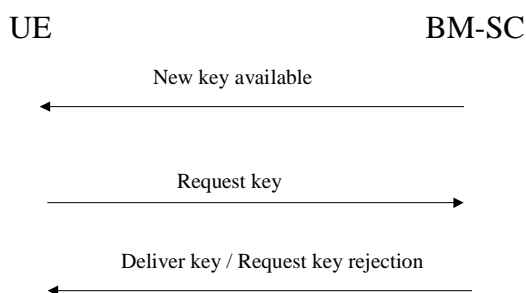 UE BM-SC
New key available
Request key
Deliver key / Request key rejection